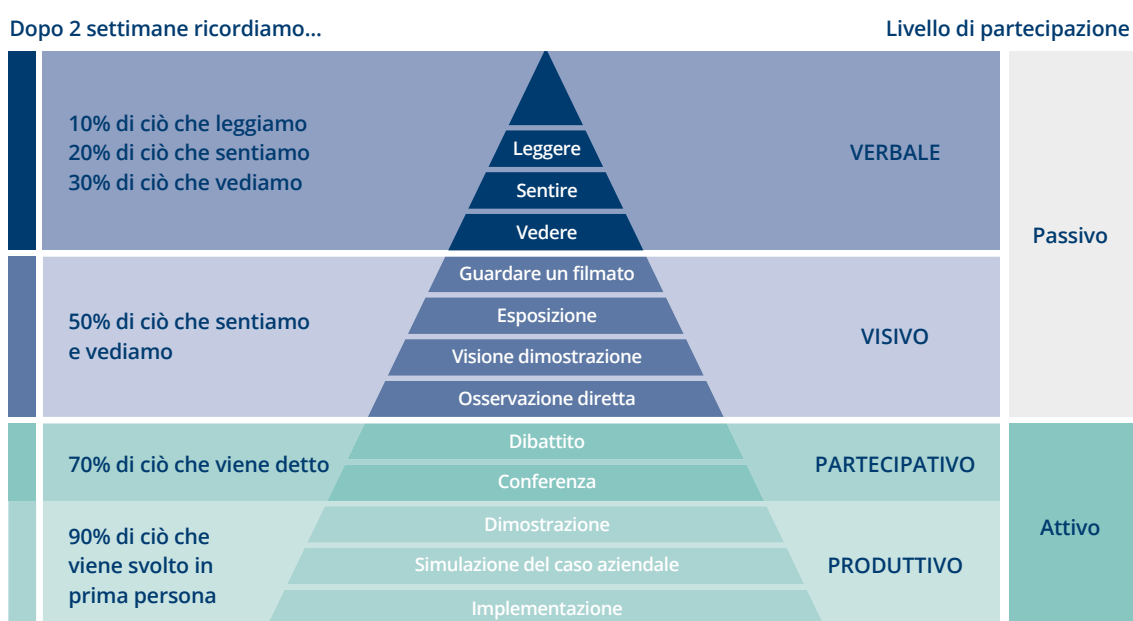 Dopo 2 settimane ricordiamo...
Livello di partecipazione
10% di ciò che leggiamo
20% di ciò che sentiamo
30% di ciò che vediamo
Leggere
Sentire
Vedere
VERBALE
Passivo
50% di ciò che sentiamo
e vediamo
Guardare un filmato
Esposizione
Visione dimostrazione
Osservazione diretta
VISIVO
70% di ciò che viene detto
Dibattito
Conferenza
PARTECIPATIVO
Attivo
90% di ciò che
viene svolto in
prima persona
Dimostrazione
Simulazione del caso aziendale
Implementazione
PRODUTTIVO